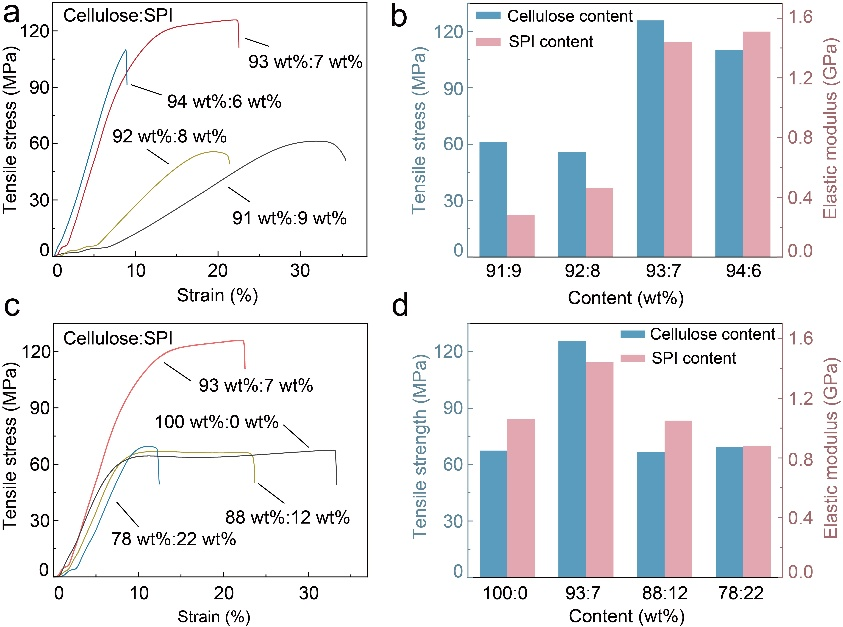 a
Cellulose:SPI
120
90
60
30
0
Tensile stress (MPa)
93 wt%:7 wt%
94 wt%:6 wt%
92 wt%:8 wt%
91 wt%:9 wt%
0 10 20 30
Strain (%)
b
Cellulose content
SPI content
120
90
60
30
0
Tensile stress (MPa)
1.6
1.2
0.8
0.4
0.0
Elastic modulus (GPa)
91:9 92:8 93:7 94:6
Content (wt%)
c
Cellulose:SPI
120
90
60
30
0
Tensile stress (MPa)
93 wt%:7 wt%
100 wt%:0 wt%
88 wt%:12 wt%
78 wt%:22 wt%
0 10 20 30
Strain (%)
d
Cellulose content
SPI content
120
90
60
30
0
Tensile strength (MPa)
1.6
1.2
0.8
0.4
0.0
Elastic modulus (GPa)
100:0 93:7 88:12 78:22
Content (wt%)